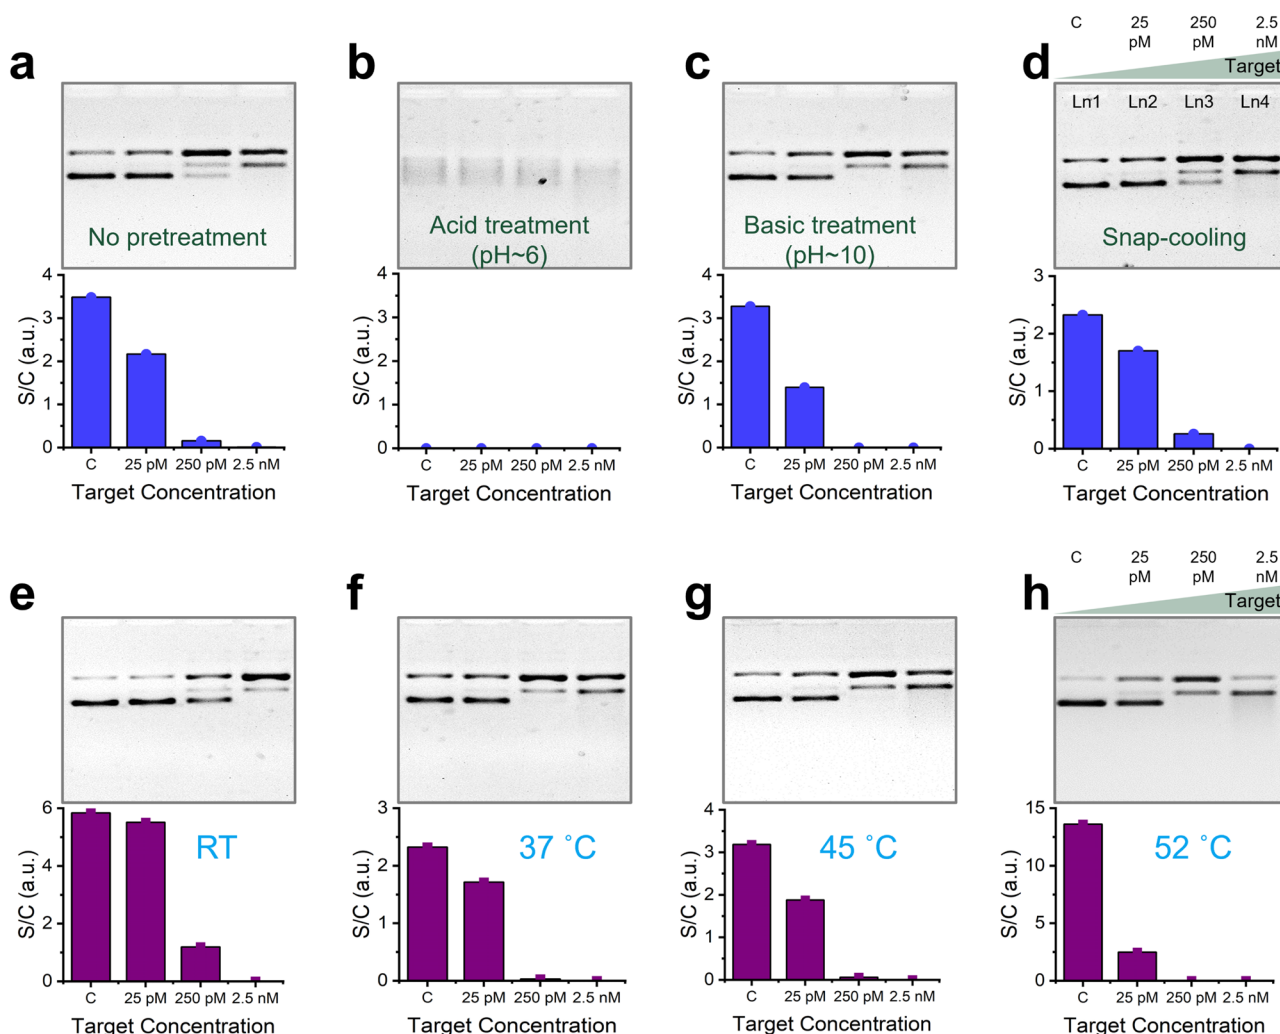 C
25
pM
250
pM
2.5
nM
Target
a
b
c
d
No pretreatment
Acid treatment
(pH~6)
Basic treatment
(pH~10)
Ln1 Ln2 Ln3 Ln4
Snap-cooling
4
3
2
1
0
S/C (a.u.)
C 25 pM 250 pM 2.5 nM
Target Concentration
4
3
2
1
0
S/C (a.u.)
C 25 pM 250 pM 2.5 nM
Target Concentration
4
3
2
1
0
S/C (a.u.)
C 25 pM 250 pM 2.5 nM
Target Concentration
3
2
1
0
S/C (a.u.)
C 25 pM 250 pM 2.5 nM
Target Concentration
C
25
pM
250
pM
2.5
nM
Target
e
f
g
h
6
4
2
0
S/C (a.u.)
RT
C 25 pM 250 pM 2.5 nM
Target Concentration
3
2
1
0
S/C (a.u.)
37 °C
C 25 pM 250 pM 2.5 nM
Target Concentration
4
3
2
1
0
S/C (a.u.)
45 °C
C 25 pM 250 pM 2.5 nM
Target Concentration
15
10
5
0
S/C (a.u.)
52 °C
C 25 pM 250 pM 2.5 nM
Target Concentration